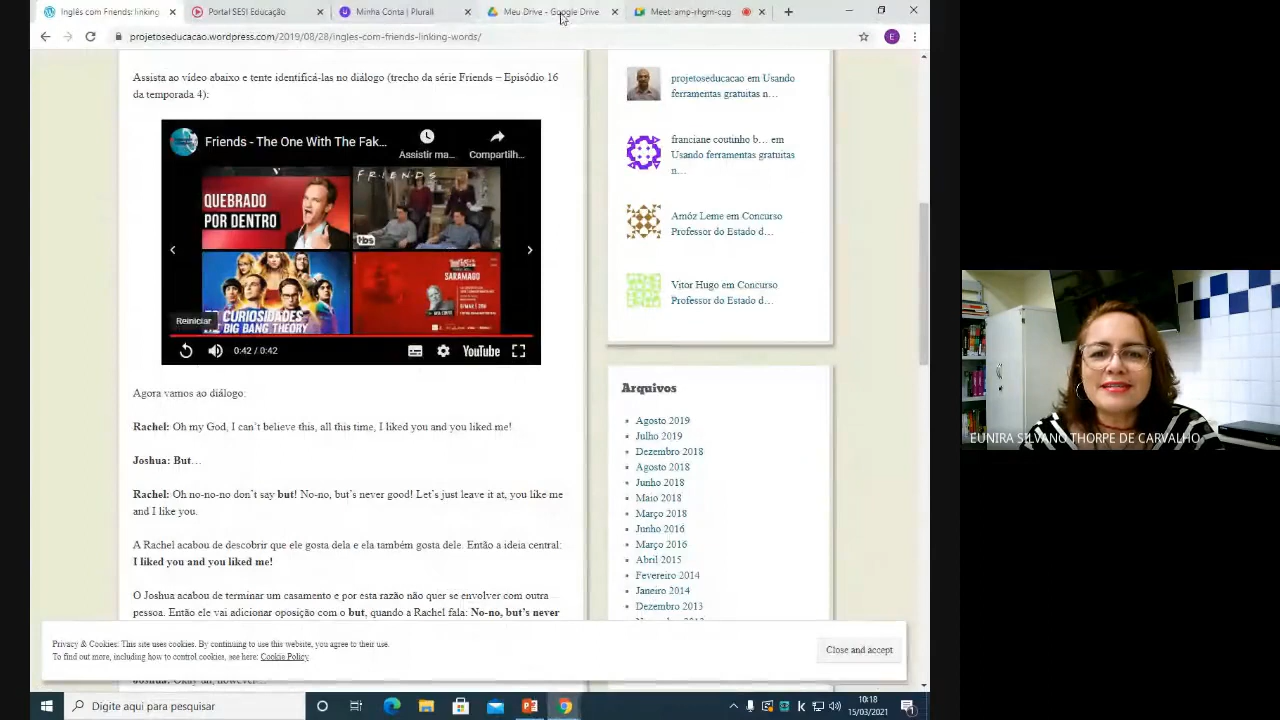 Inglês com Friends: linking
Portal SESI Educação
Minha Conta | Plurall
Meu Drive - Google Drive
Meet: amp-rhgm-cqg
projetoseducacao.wordpress.com/2019/08/28/ingles-com-friends-linking-words/
E
Assista ao vídeo abaixo e tente identificá-las no diálogo (trecho da série Friends – Episódio 16
da temporada 4):
Friends - The One With The Fak...
Assistir ma...
Compartilh...
QUEBRADO
POR DENTRO
FRIENDS
tbs
CURIOSIDADES
BIG BANG THEORY
SARAMAGO
Reiniciar
0:42 / 0:42
YouTube
Agora vamos ao diálogo:
Rachel: Oh my God, I can't believe this, all this time, I liked you and you liked me!
Joshua: But…
Rachel: Oh no-no-no don't say but! No-no, but's never good! Let's just leave it at, you like me
and I like you.
A Rachel acabou de descobrir que ele gosta dela e ela também gosta dele. Então a ideia central:
I liked you and you liked me!
O Joshua acabou de terminar um casamento e por esta razão não quer se envolver com outra
pessoa. Então ele vai adicionar oposição com o but, quando a Rachel fala: No-no, but's never
projetoseducacao em Usando
ferramentas gratuitas n…
franciane coutinho b… em
Usando ferramentas gratuitas
n…
Amóz Leme em Concurso
Professor do Estado d…
Vitor Hugo em Concurso
Professor do Estado d…
Arquivos
Agosto 2019
Julho 2019
Dezembro 2018
Agosto 2018
Junho 2018
Maio 2018
Março 2018
Junho 2016
Março 2016
Abril 2015
Fevereiro 2014
Janeiro 2014
Dezembro 2013
Privacy & Cookies: This site uses cookies. By continuing to use this website, you agree to their use.
To find out more, including how to control cookies, see here: Cookie Policy
Close and accept
Digite aqui para pesquisar
10:18
15/03/2021
1
EUNIRA SILVANO THORPE DE CARVALHO